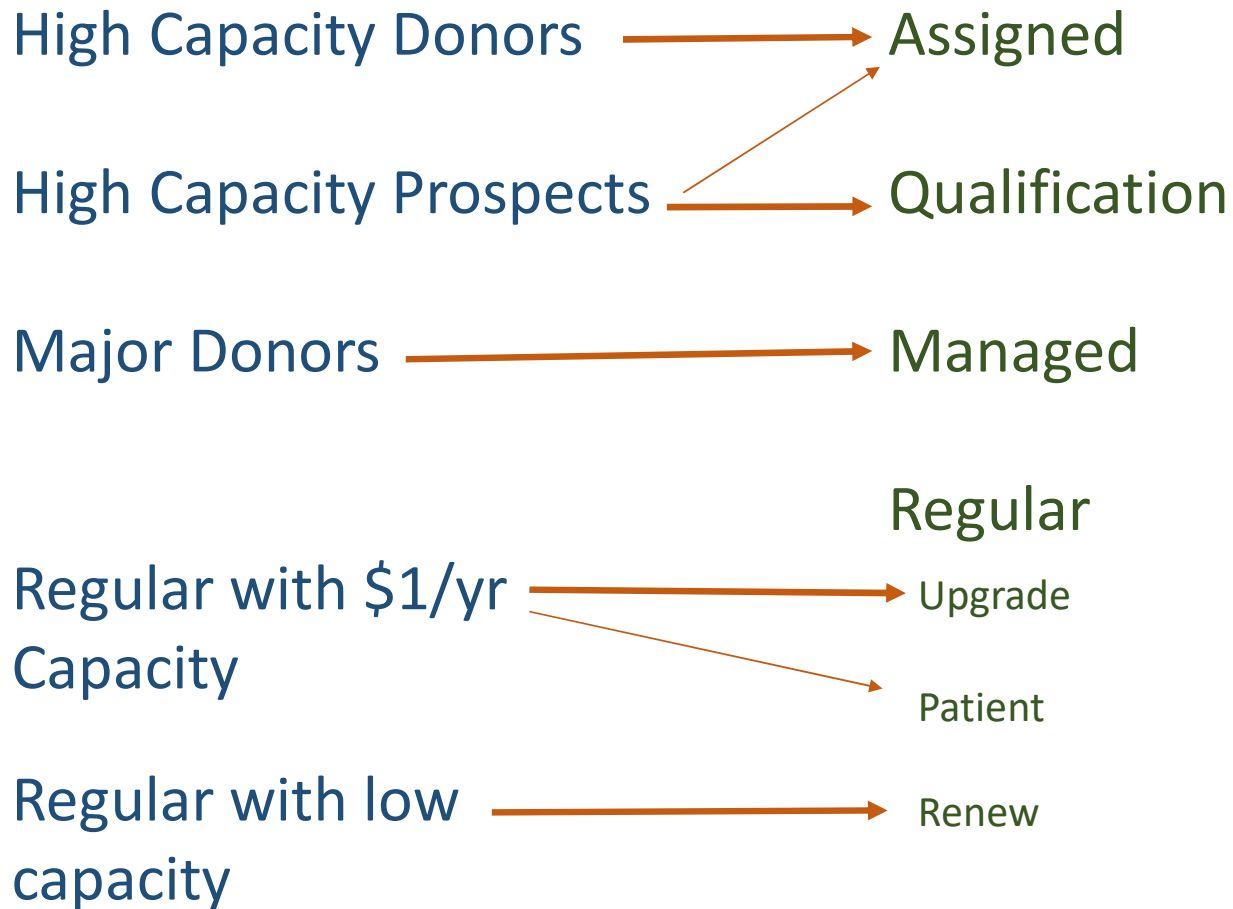 High Capacity Donors
Assigned
High Capacity Prospects
Qualification
Major Donors
Managed
Regular
Regular with $1/yr
Capacity
Upgrade
Patient
Regular with low
capacity
Renew